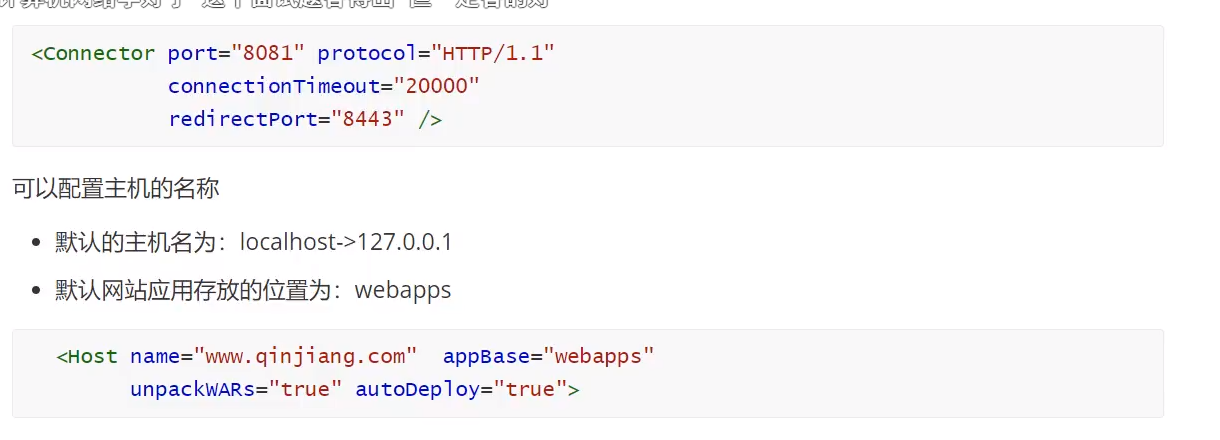 <Connector port="8081" protocol="HTTP/1.1"
connectionTimeout="20000"
redirectPort="8443" />
可以配置主机的名称
默认的主机名为：localhost->127.0.0.1
默认网站应用存放的位置为：webapps
<Host name="www.qinjiang.com" appBase="webapps"
unpackWARs="true" autoDeploy="true">